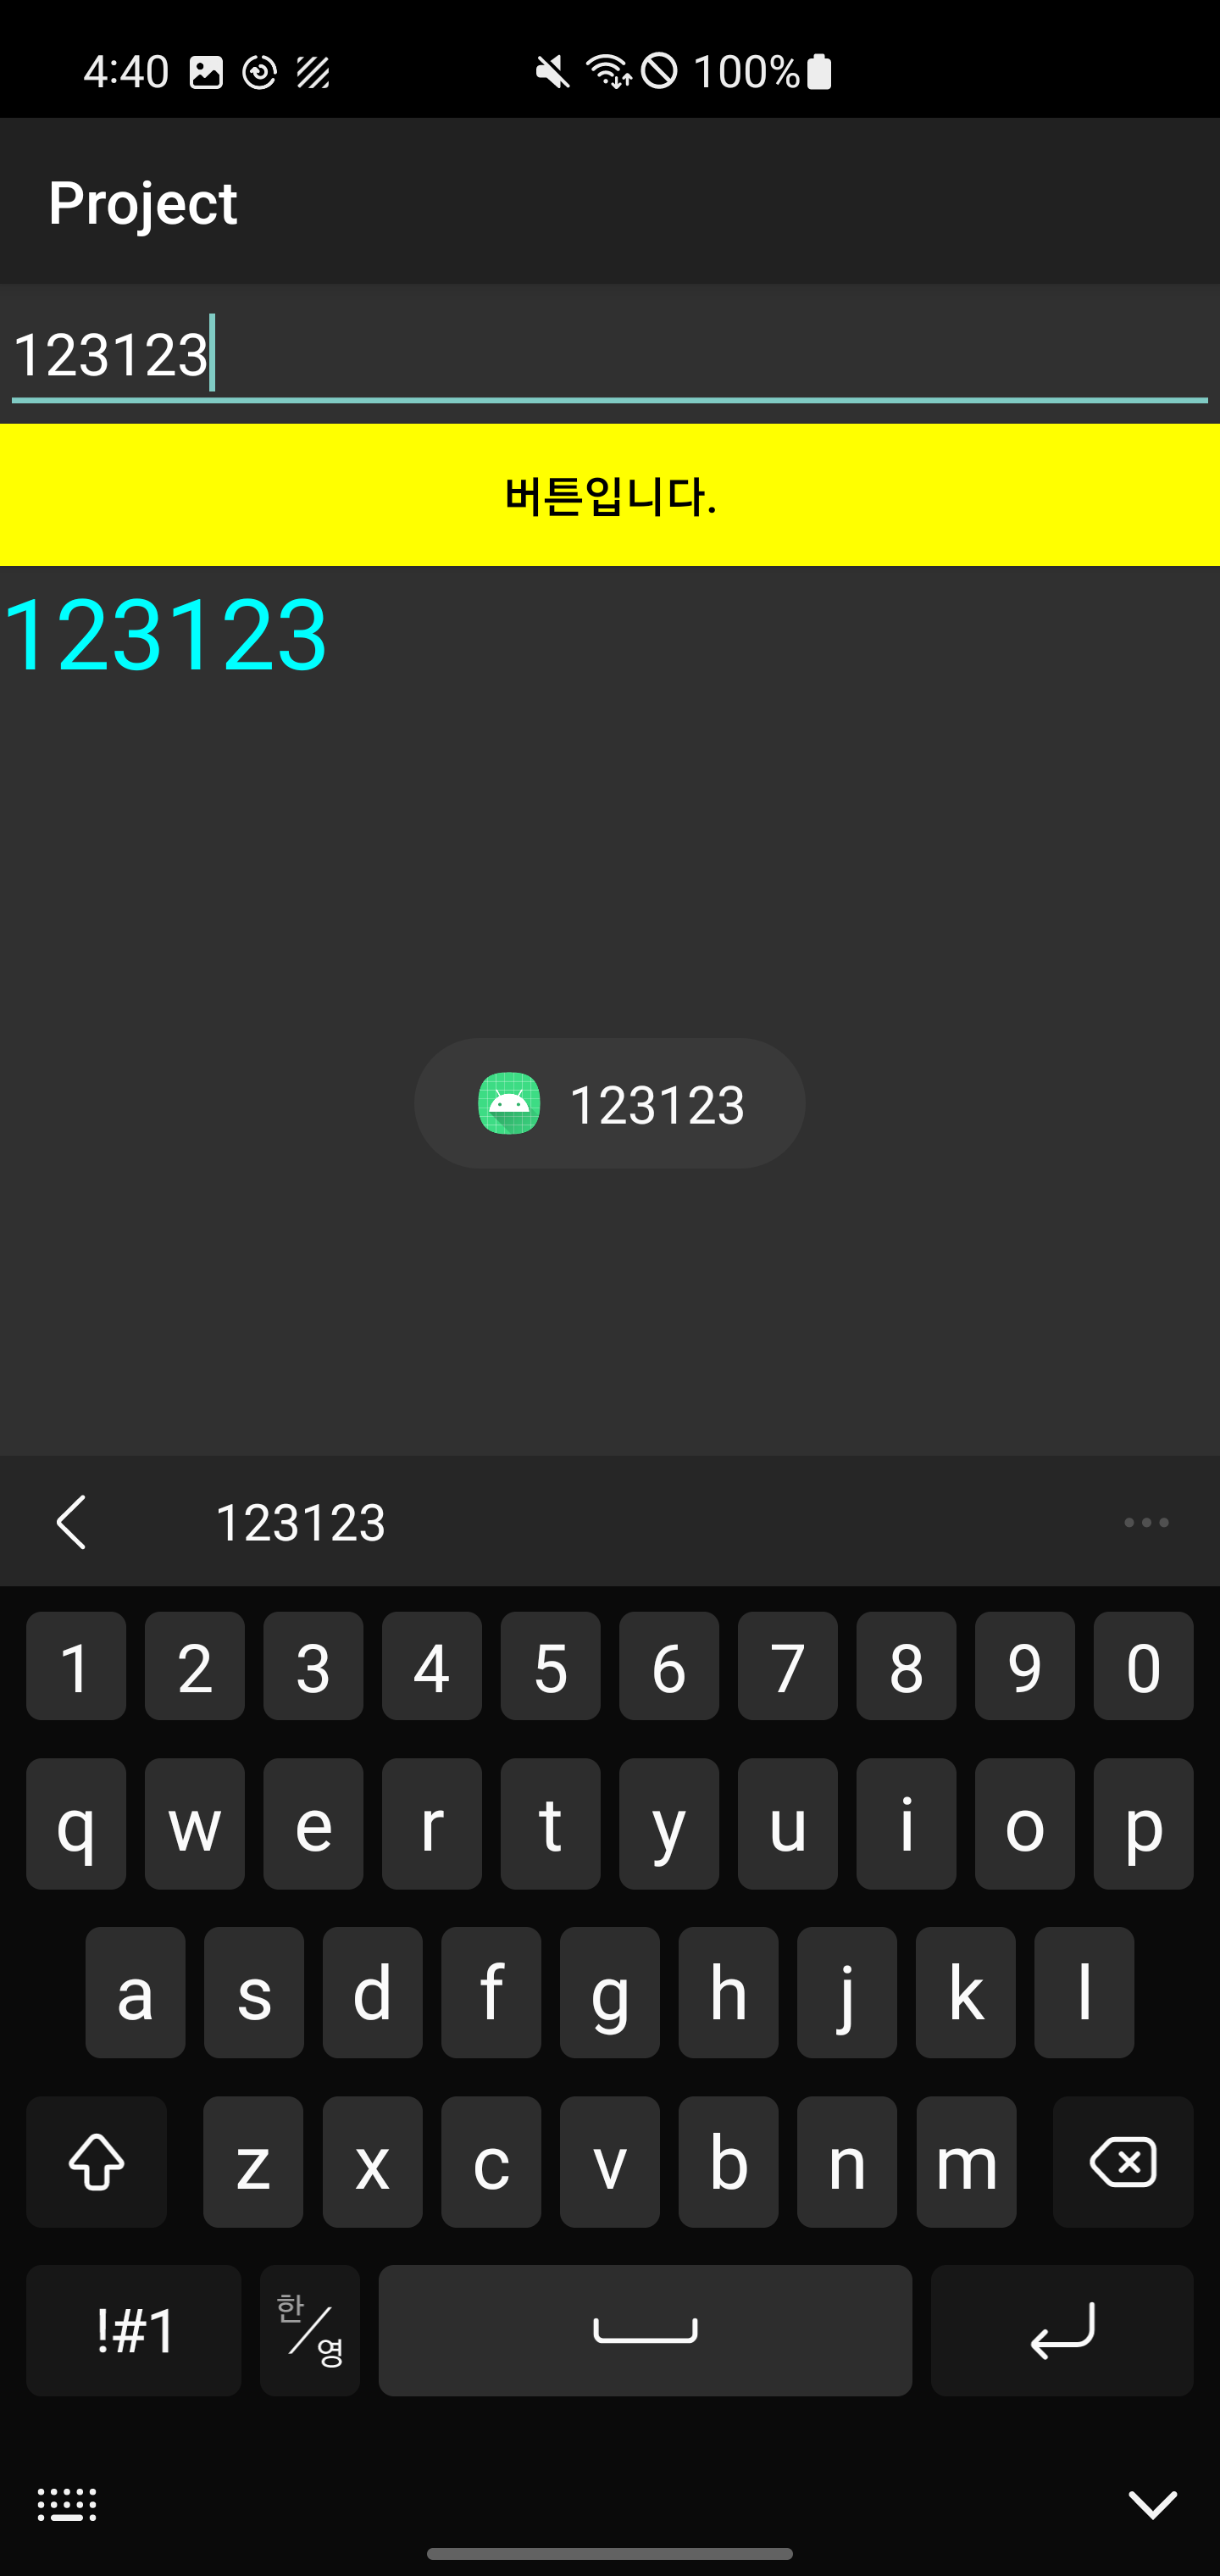 4:40 100%
Project
123123
버튼입니다.
123123
123123
123123 ...
1 2 3 4 5 6 7 8 9 0
q w e r t y u i o p
a s d f g h j k l
z x c v b n m
!#1 한/영